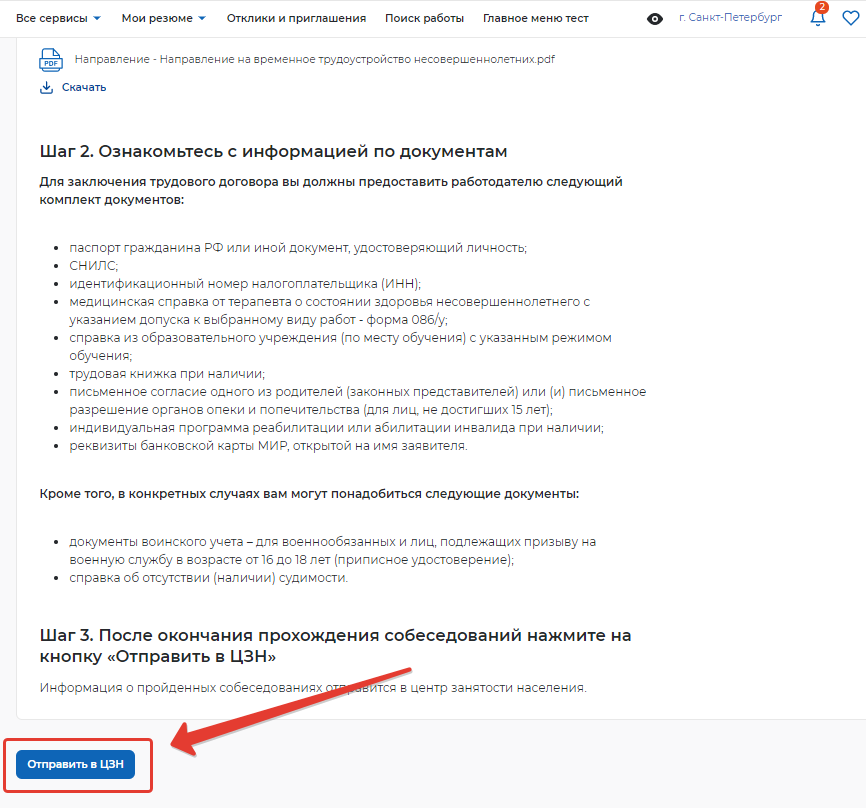 Все сервисы Мои резюме Отклики и приглашения Поиск работы Главное меню тест г. Санкт-Петербург 2
PDF Направление - Направление на временное трудоустройство несовершеннолетних.pdf
Скачать
Шаг 2. Ознакомьтесь с информацией по документам
Для заключения трудового договора вы должны предоставить работодателю следующий
комплект документов:
• паспорт гражданина РФ или иной документ, удостоверяющий личность;
• СНИЛС;
• идентификационный номер налогоплательщика (ИНН);
• медицинская справка от терапевта о состоянии здоровья несовершеннолетнего с
указанием допуска к выбранному виду работ - форма 086/у;
• справка из образовательного учреждения (по месту обучения) с указанным режимом
обучения;
• трудовая книжка при наличии;
• письменное согласие одного из родителей (законных представителей) или (и) письменное
разрешение органов опеки и попечительства (для лиц, не достигших 15 лет);
• индивидуальная программа реабилитации или абилитации инвалида при наличии;
• реквизиты банковской карты МИР, открытой на имя заявителя.
Кроме того, в конкретных случаях вам могут понадобиться следующие документы:
• документы воинского учета – для военнообязанных и лиц, подлежащих призыву на
военную службу в возрасте от 16 до 18 лет (приписное удостоверение);
• справка об отсутствии (наличии) судимости.
Шаг 3. После окончания прохождения собеседований нажмите на
кнопку «Отправить в ЦЗН»
Информация о пройденных собеседованиях отправится в центр занятости населения.
Отправить в ЦЗН